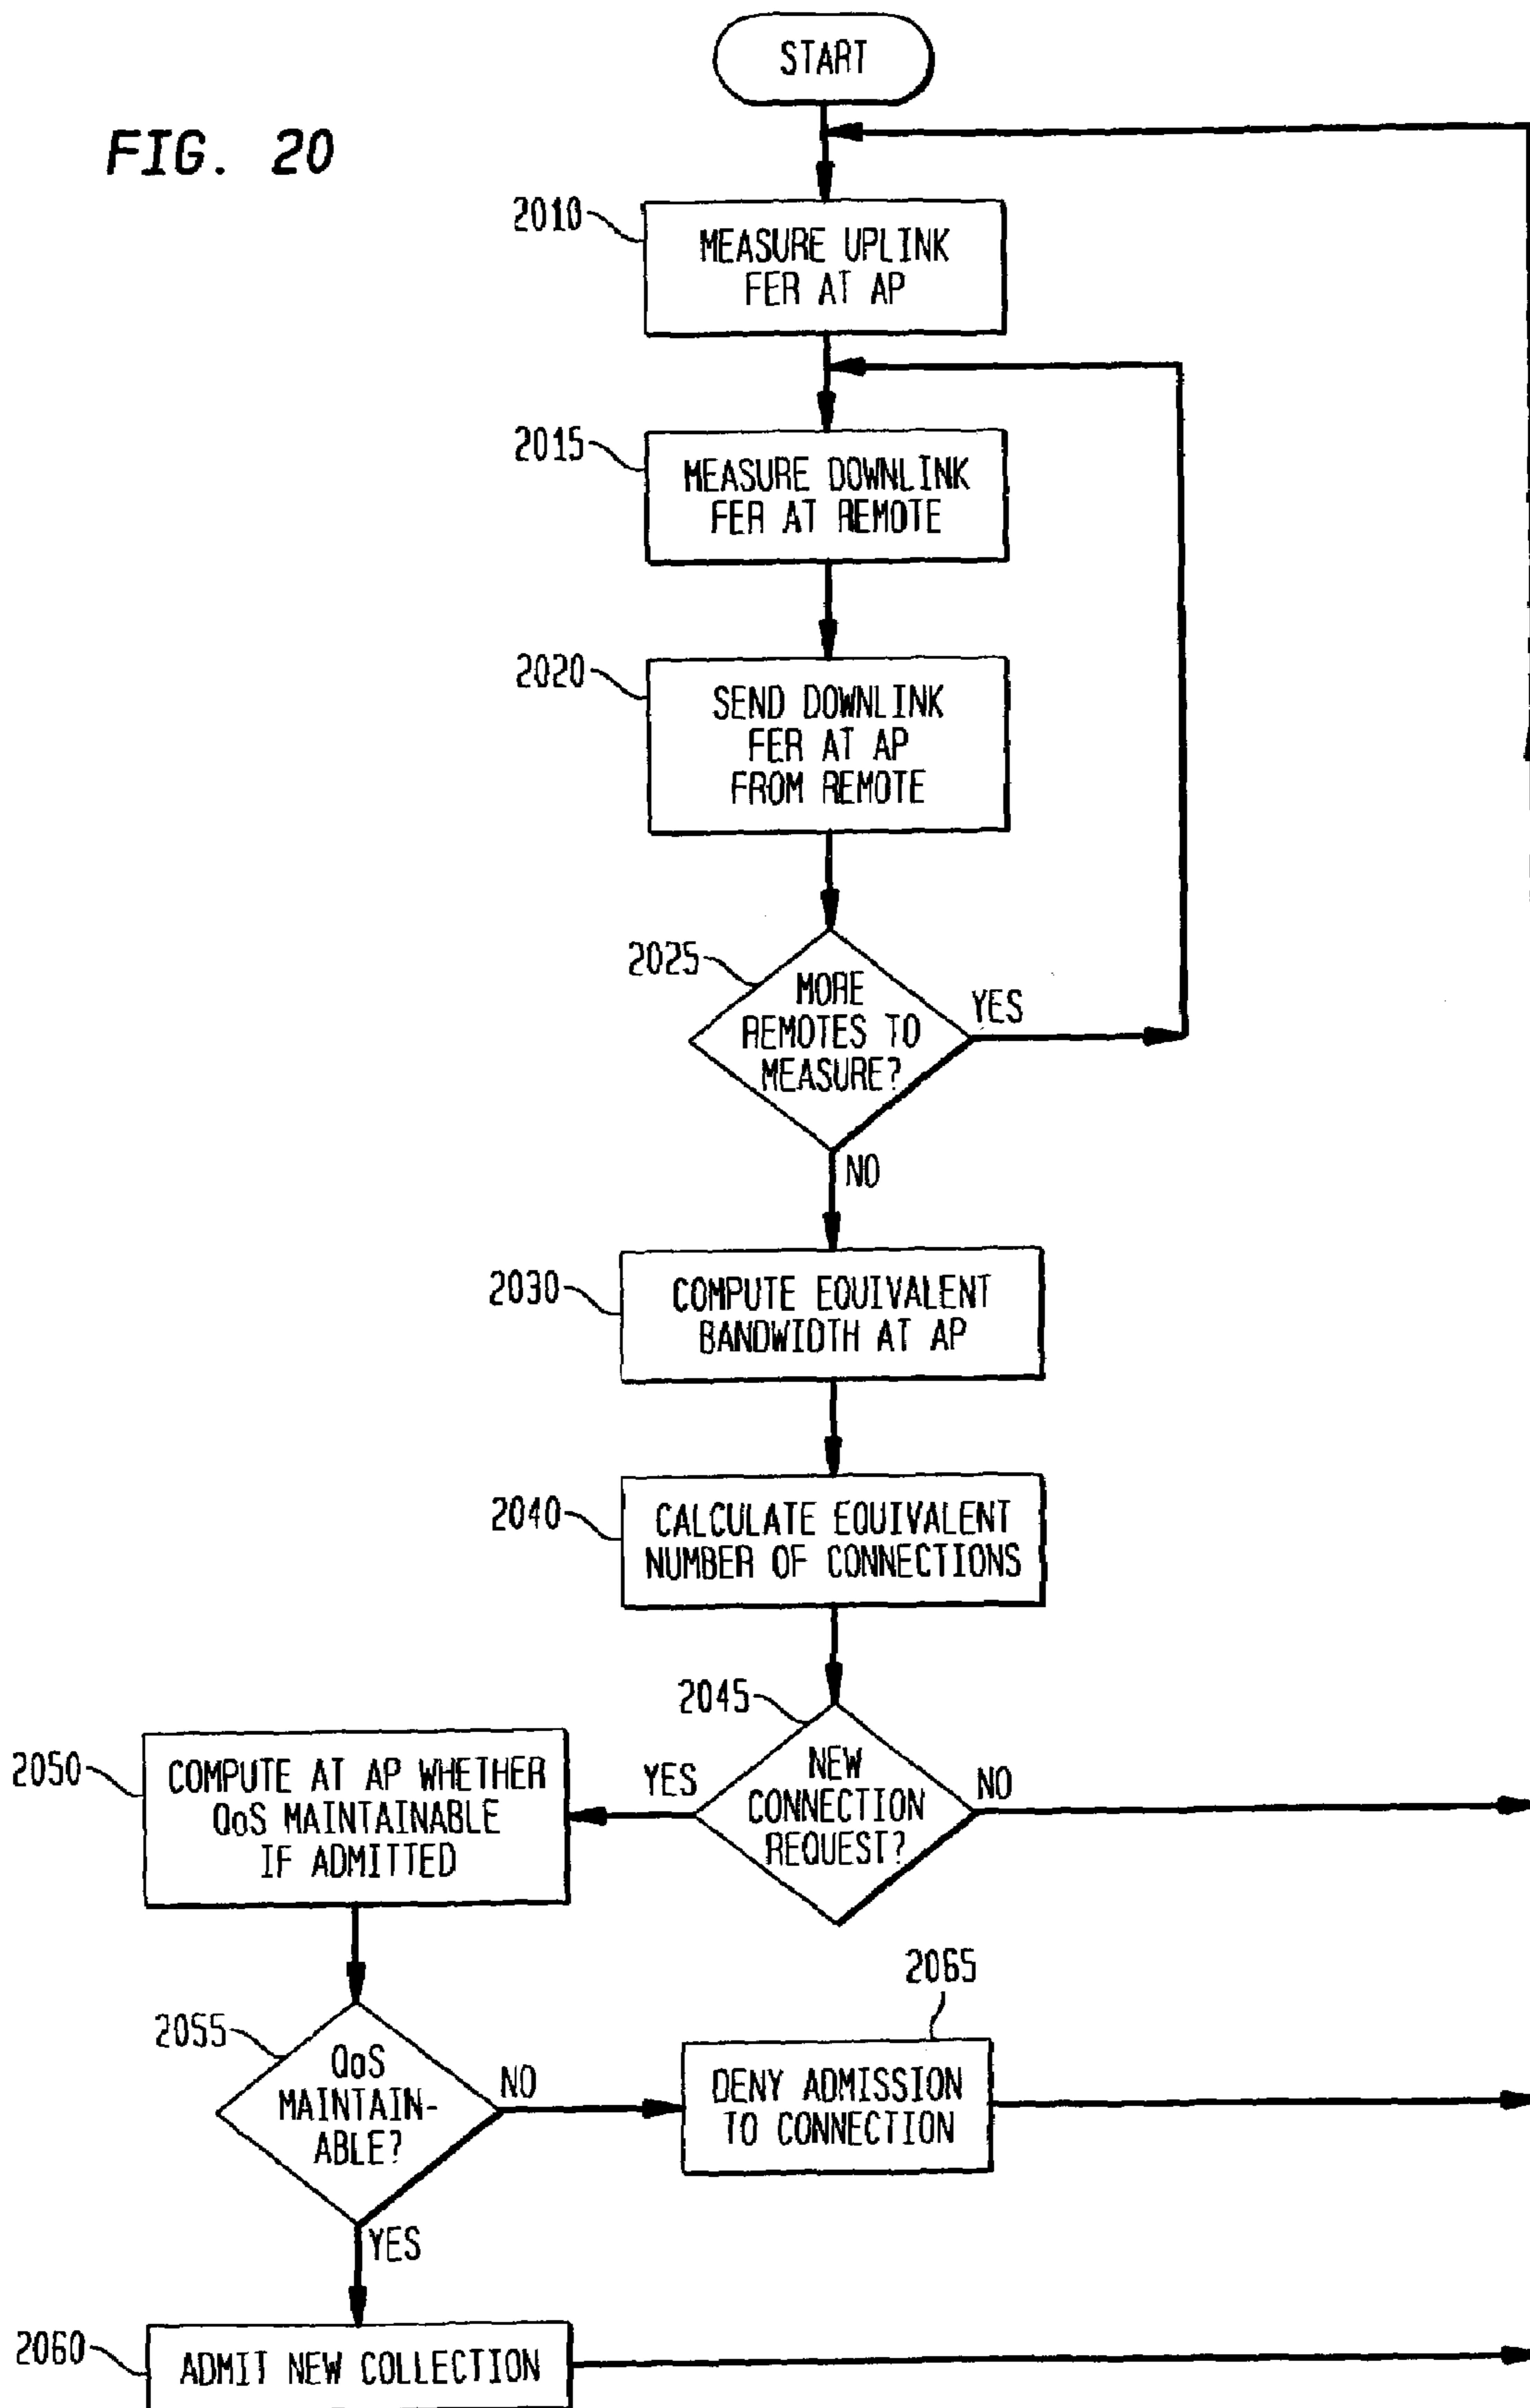 START
FIG. 20
2010
MEASURE UPLINK
FER AT AP
2015
MEASURE DOWNLINK
FER AT REMOTE
2020
SEND DOWNLINK
FER AT AP
FROM REMOTE
2025
MORE
REMOTES TO
MEASURE?
YES
NO
2030
COMPUTE EQUIVALENT
BANDWIDTH AT AP
2040
CALCULATE EQUIVALENT
NUMBER OF CONNECTIONS
2045
NEW
CONNECTION
REQUEST?
YES
NO
2050
COMPUTE AT AP WHETHER
QoS MAINTAINABLE
IF ADMITTED
2055
QoS
MAINTAIN-
ABLE?
NO
YES
2065
DENY ADMISSION
TO CONNECTION
2060
ADMIT NEW COLLECTION